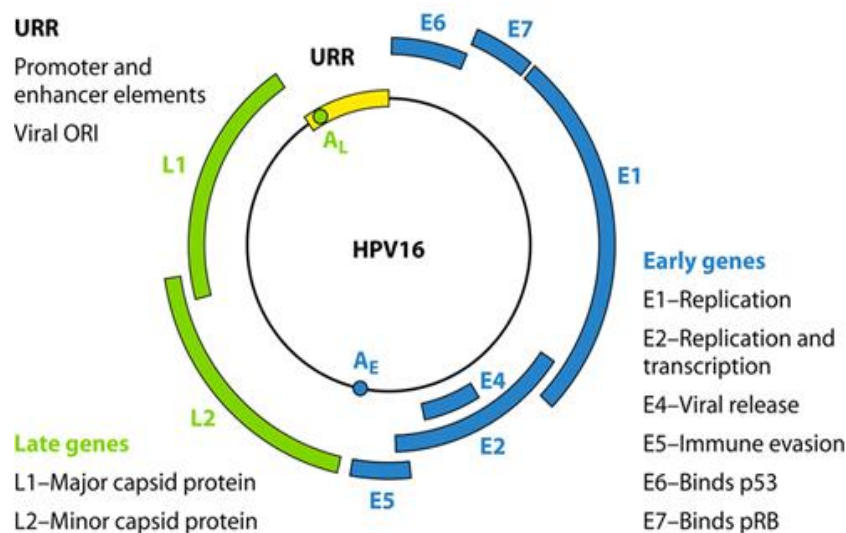 URR
Promoter and
enhancer elements
Viral ORI
URR
E6
E7
A_L
L1
E1
HPV16
Early genes
E1–Replication
E2–Replication and
transcription
E4–Viral release
E5–Immune evasion
E6–Binds p53
E7–Binds pRB
A_E
E4
L2
E2
E5
Late genes
L1–Major capsid protein
L2–Minor capsid protein